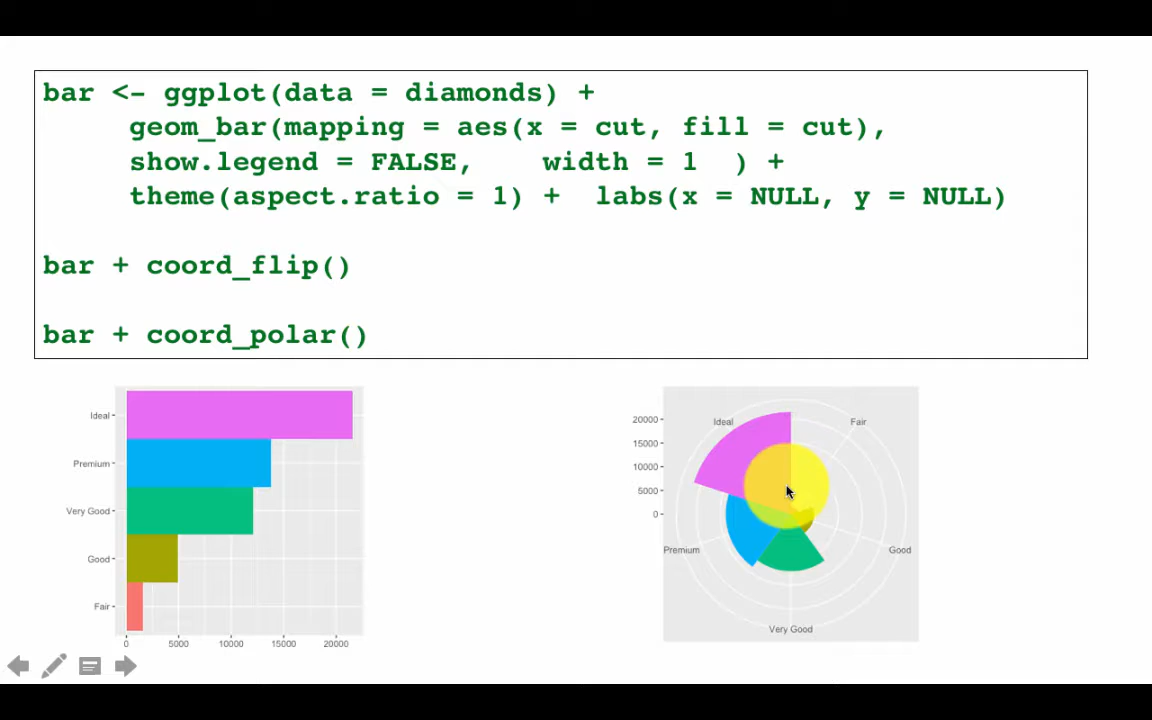 bar <- ggplot(data = diamonds) +
geom_bar(mapping = aes(x = cut, fill = cut),
show.legend = FALSE,    width = 1  ) +
theme(aspect.ratio = 1) +  labs(x = NULL, y = NULL)
bar + coord_flip()
bar + coord_polar()
Ideal
Premium
Very Good
Good
Fair
0 5000 10000 15000 20000
20000
15000
10000
5000
0
Ideal
Fair
Premium
Good
Very Good